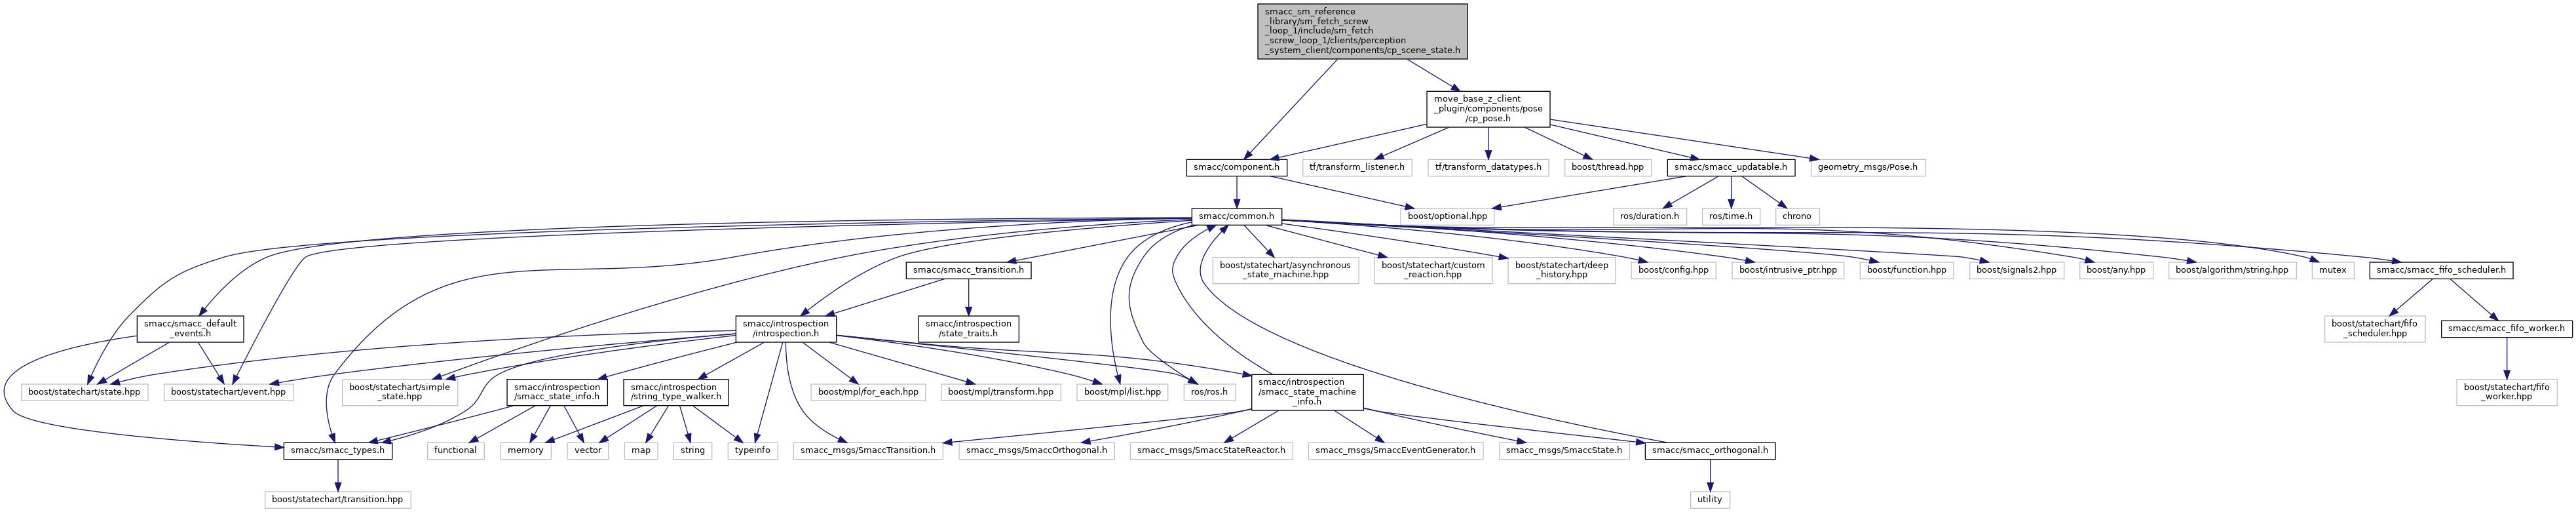 smacc_sm_reference
_library/sm_fetch_screw
_loop_1/include/sm_fetch
_screw_loop_1/clients/perception
_system_client/components/cp_scene_state.h
move_base_z_client
_plugin/components/pose
/cp_pose.h
smacc/component.h
tf/transform_listener.h
tf/transform_datatypes.h
boost/thread.hpp
smacc/smacc_updatable.h
geometry_msgs/Pose.h
smacc/common.h
boost/optional.hpp
ros/duration.h
ros/time.h
chrono
smacc/smacc_transition.h
boost/statechart/asynchronous
_state_machine.hpp
boost/statechart/custom
_reaction.hpp
boost/statechart/deep
_history.hpp
boost/config.hpp
boost/intrusive_ptr.hpp
boost/function.hpp
boost/signals2.hpp
boost/any.hpp
boost/algorithm/string.hpp
mutex
smacc/smacc_fifo_scheduler.h
smacc/smacc_default
_events.h
smacc/introspection
/introspection.h
smacc/introspection
/state_traits.h
boost/statechart/fifo
_scheduler.hpp
smacc/smacc_fifo_worker.h
boost/statechart/state.hpp
boost/statechart/event.hpp
boost/statechart/simple
_state.hpp
smacc/introspection
/smacc_state_info.h
smacc/introspection
/string_type_walker.h
boost/mpl/for_each.hpp
boost/mpl/transform.hpp
boost/mpl/list.hpp
ros/ros.h
smacc/introspection
/smacc_state_machine
_info.h
boost/statechart/fifo
_worker.hpp
smacc/smacc_types.h
functional
memory
vector
map
string
typeinfo
smacc_msgs/SmaccTransition.h
smacc_msgs/SmaccOrthogonal.h
smacc_msgs/SmaccStateReactor.h
smacc_msgs/SmaccEventGenerator.h
smacc_msgs/SmaccState.h
smacc/smacc_orthogonal.h
boost/statechart/transition.hpp
utility